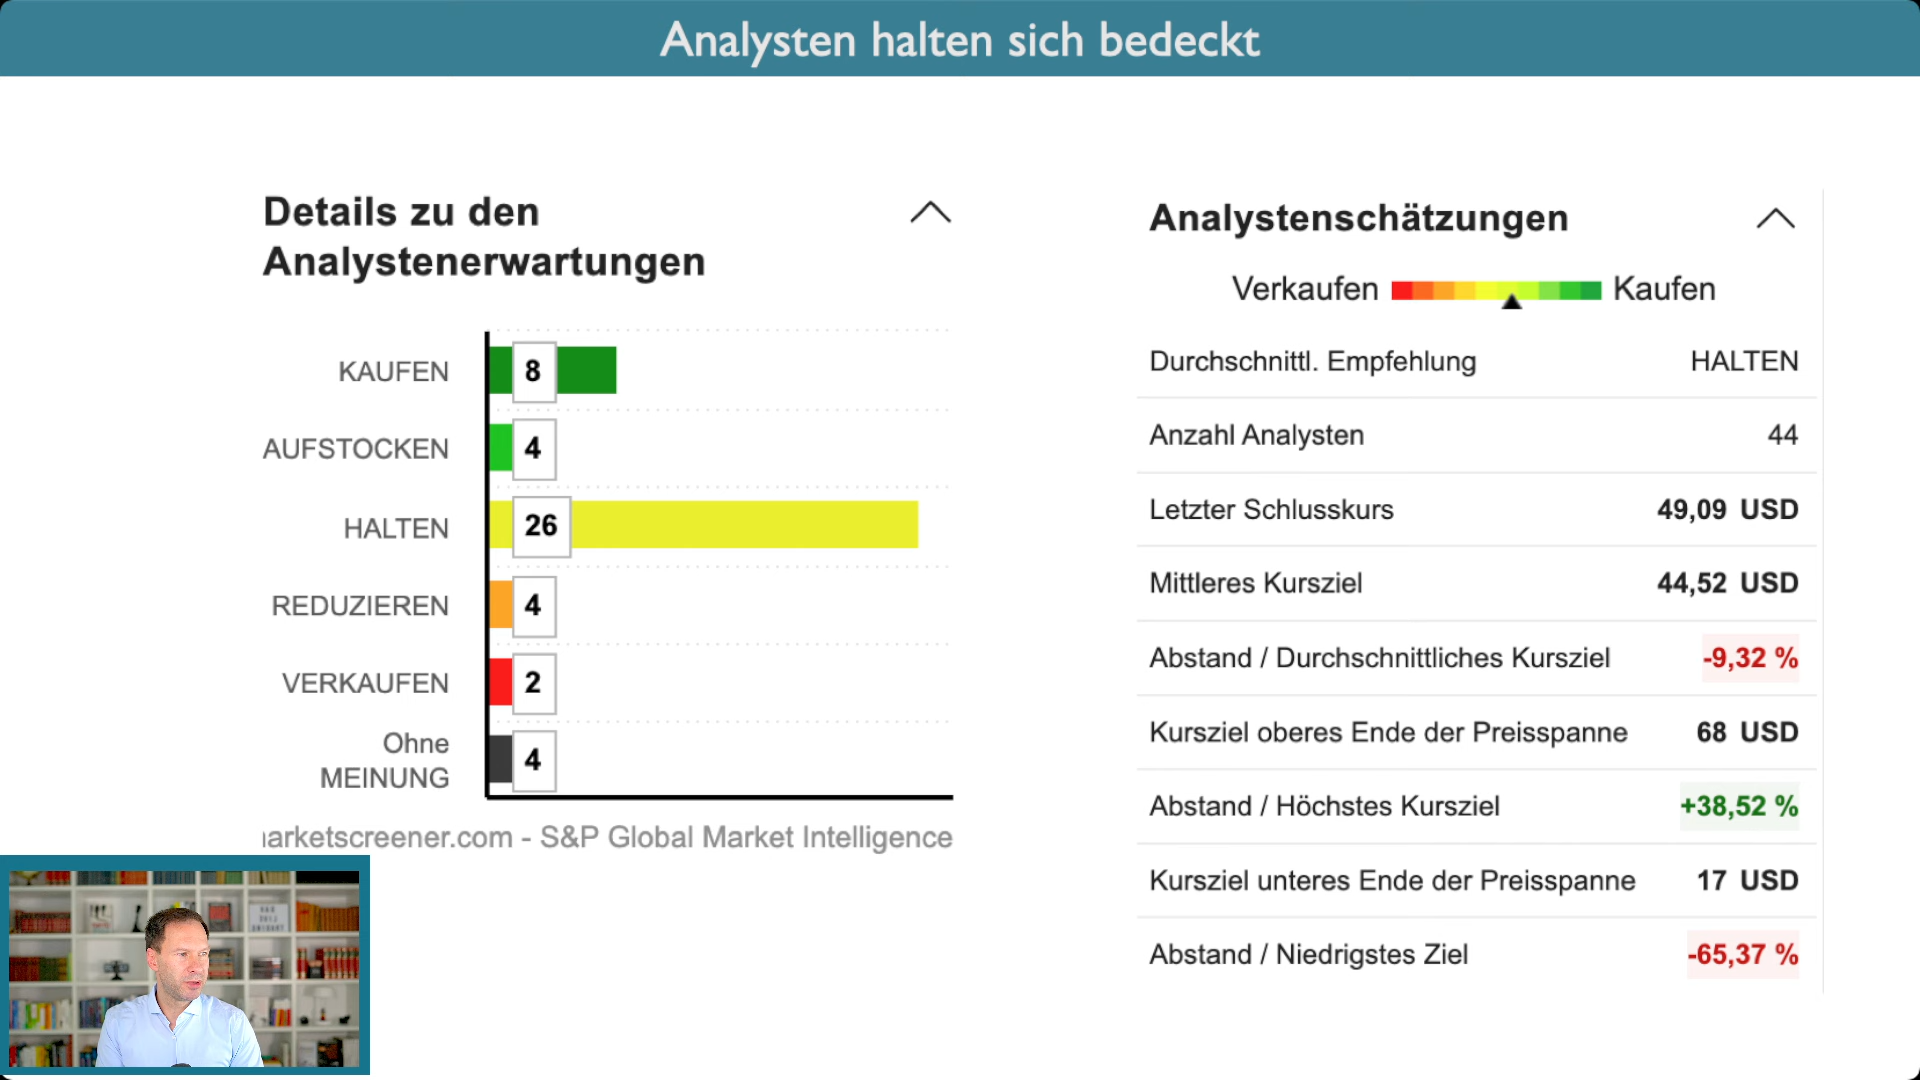 Analysten halten sich bedeckt
Details zu den
Analystenerwartungen
KAUFEN 8
AUFSTOCKEN 4
HALTEN 26
REDUZIEREN 4
VERKAUFEN 2
Ohne
MEINUNG 4
arketscreener.com - S&P Global Market Intelligence
Analystenschätzungen
Verkaufen Kaufen
Durchschnittl. Empfehlung HALTEN
Anzahl Analysten 44
Letzter Schlusskurs 49,09 USD
Mittleres Kursziel 44,52 USD
Abstand / Durchschnittliches Kursziel -9,32 %
Kursziel oberes Ende der Preisspanne 68 USD
Abstand / Höchstes Kursziel +38,52 %
Kursziel unteres Ende der Preisspanne 17 USD
Abstand / Niedrigstes Ziel -65,37 %